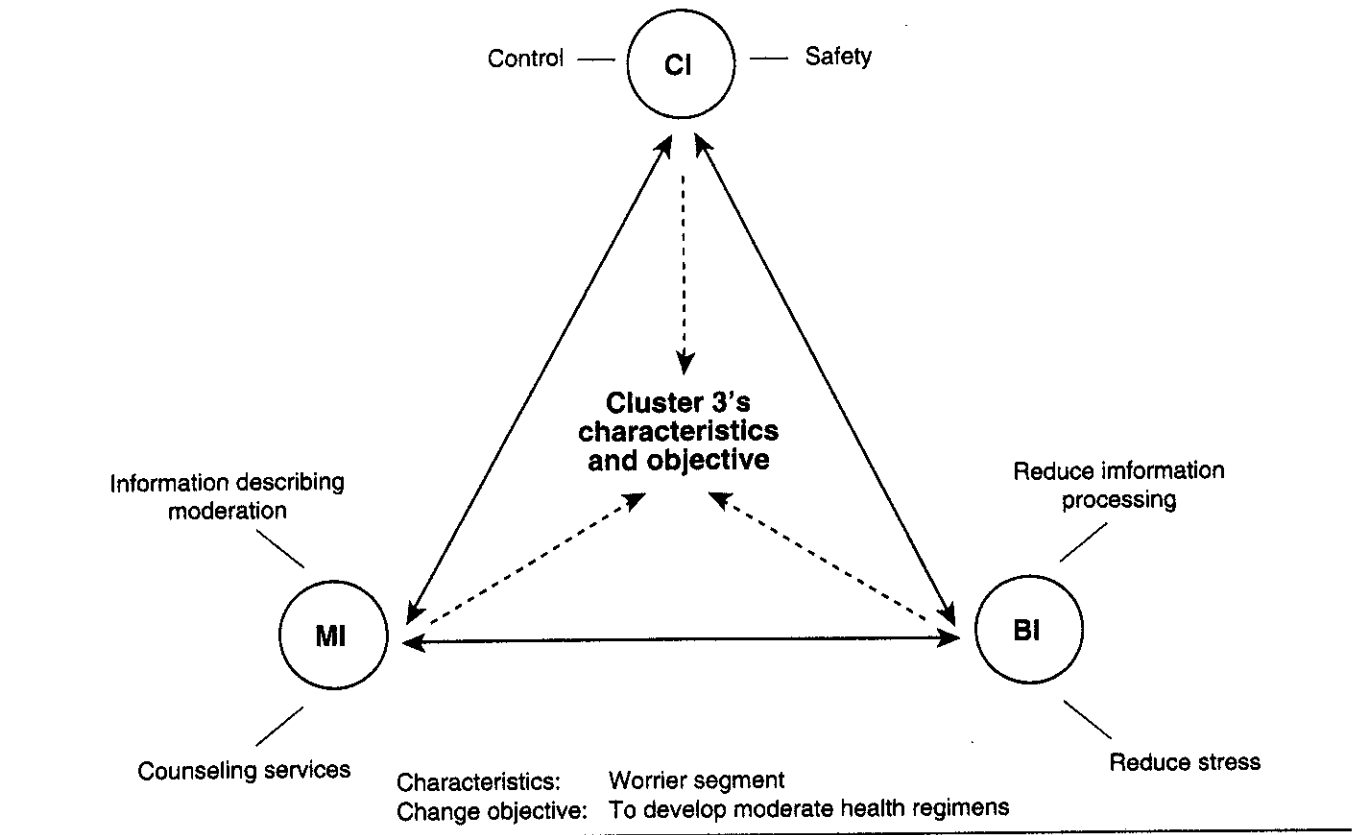 Control
CI
Safety
Cluster 3's
characteristics
and objective
Information describing
moderation
Reduce imformation
processing
MI
BI
Counseling services
Reduce stress
Characteristics: Worrier segment
Change objective: To develop moderate health regimens